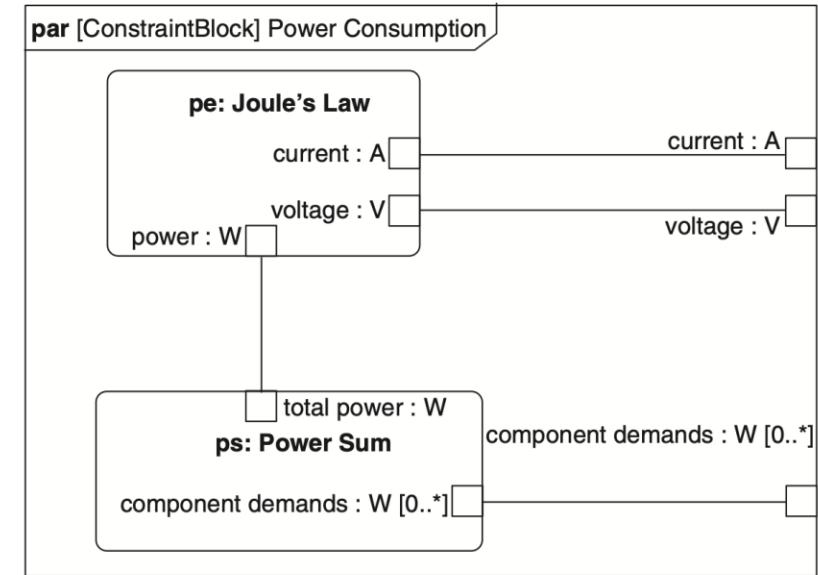 par [ConstraintBlock] Power Consumption
pe: Joule’s Law
current : A
current : A
voltage : V
voltage : V
power : W
total power : W
ps: Power Sum
component demands : W [0..*]
component demands : W [0..*]